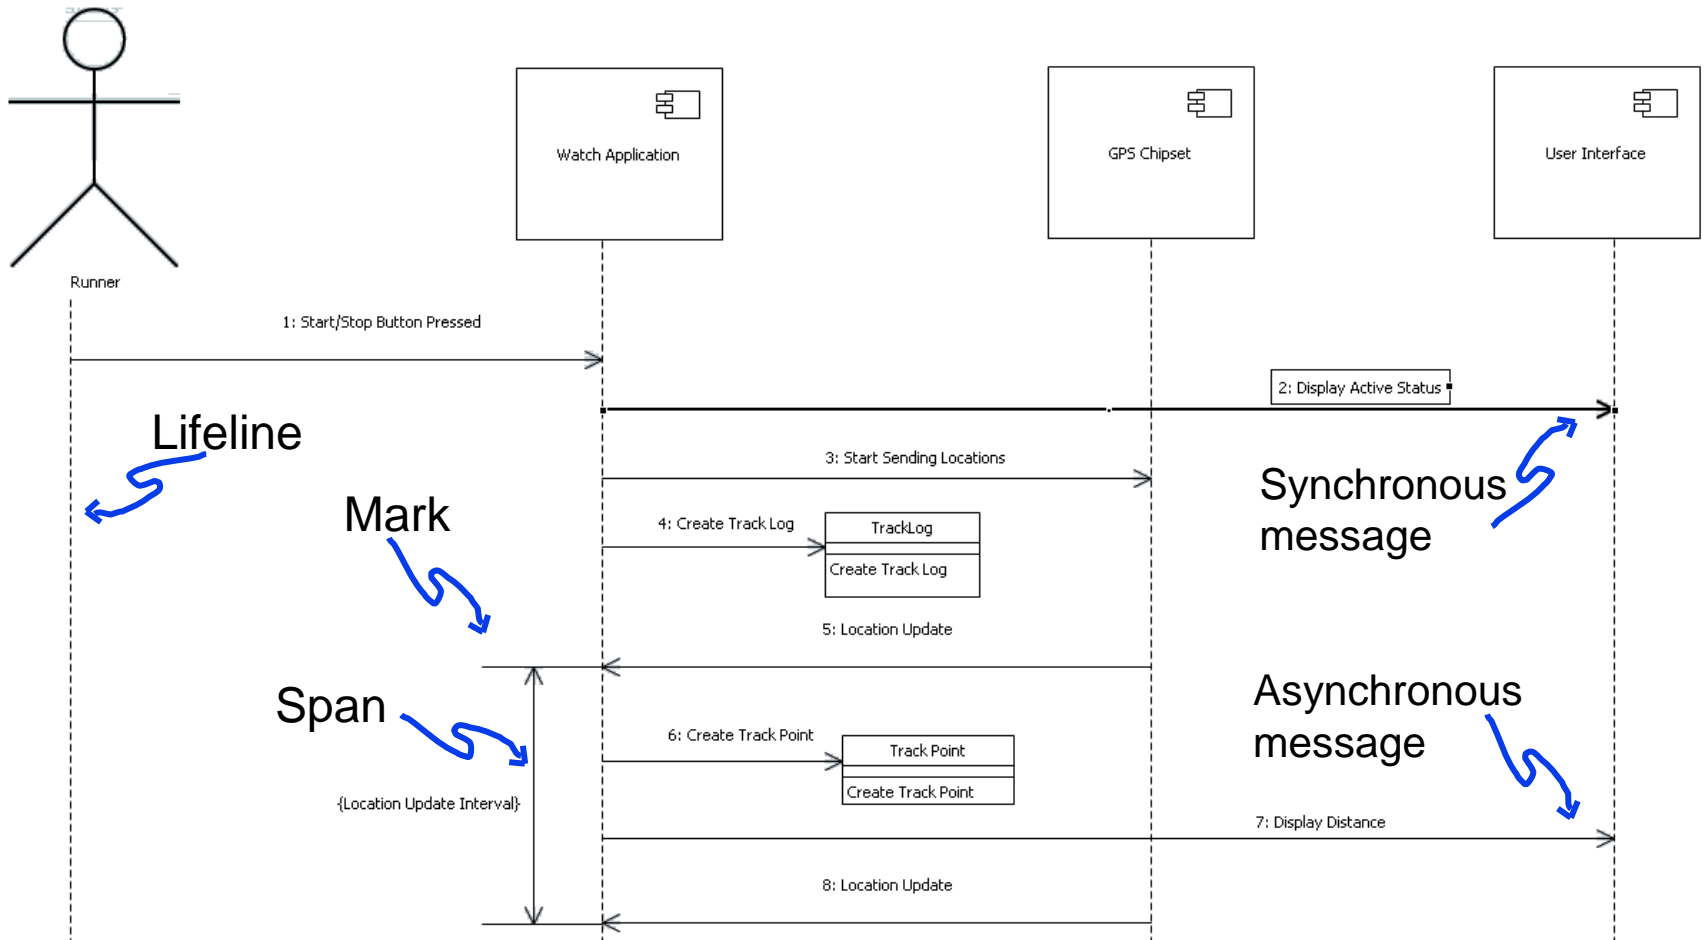 Watch Application
GPS Chipset
User Interface
Runner
1: Start/Stop Button Pressed
2: Display Active Status
Lifeline
3: Start Sending Locations
Synchronous
message
Mark
4: Create Track Log
TrackLog
Create Track Log
5: Location Update
Span
Asynchronous
message
6: Create Track Point
Track Point
Create Track Point
{Location Update Interval}
7: Display Distance
8: Location Update